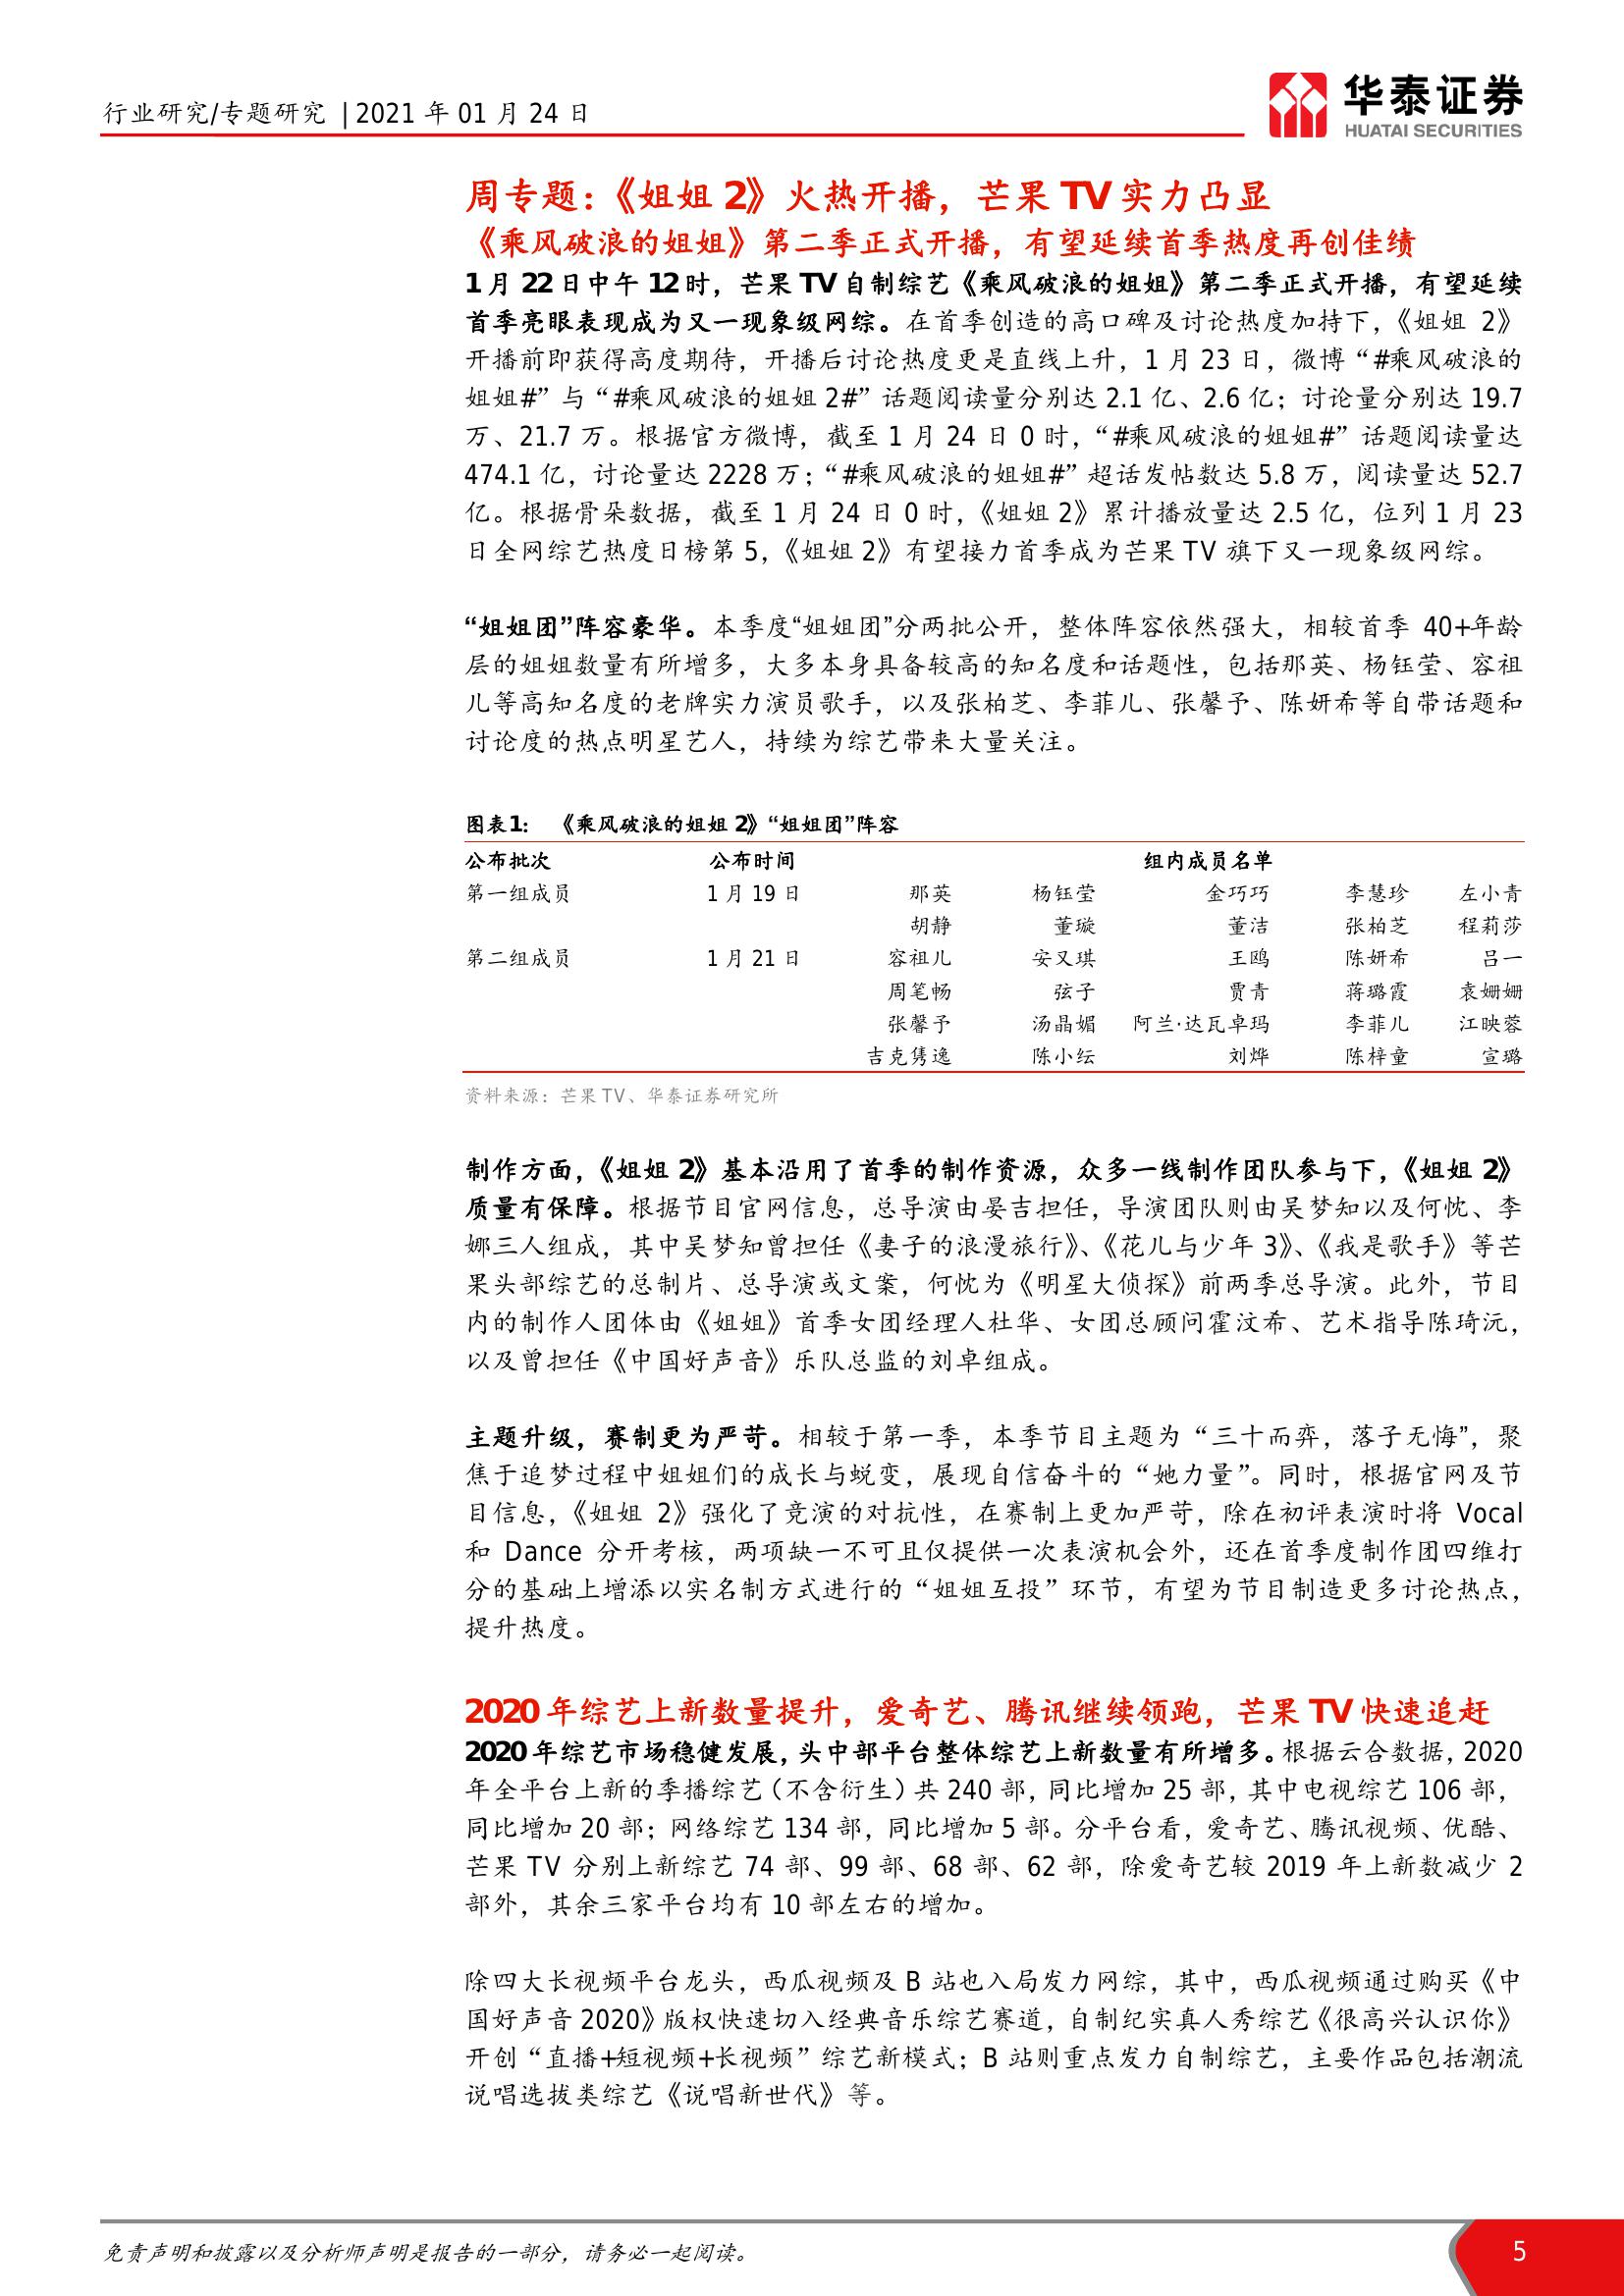 行业研究/专题研究 | 2021 年 01 月 24 日
华泰证券
HUATAI SECURITIES
周专题：《姐姐 2》火热开播，芒果 TV 实力凸显
《乘风破浪的姐姐》第二季正式开播，有望延续首季热度再创佳绩
1 月 22 日中午 12 时，芒果 TV 自制综艺《乘风破浪的姐姐》第二季正式开播，有望延续
首季亮眼表现成为又一现象级网综。在首季创造的高口碑及讨论热度加持下，《姐姐 2》
开播前即获得高度期待，开播后讨论热度更是直线上升，1 月 23 日，微博“#乘风破浪的
姐姐#”与“#乘风破浪的姐姐 2#”话题阅读量分别达 2.1 亿、2.6 亿；讨论量分别达 19.7
万、21.7 万。根据官方微博，截至 1 月 24 日 0 时，“#乘风破浪的姐姐#”话题阅读量达
474.1 亿，讨论量达 2228 万；“#乘风破浪的姐姐#”超话发帖数达 5.8 万，阅读量达 52.7
亿。根据骨朵数据，截至 1 月 24 日 0 时，《姐姐 2》累计播放量达 2.5 亿，位列 1 月 23
日全网综艺热度日榜第 5，《姐姐 2》有望接力首季成为芒果 TV 旗下又一现象级网综。
“姐姐团”阵容豪华。本季度“姐姐团”分两批公开，整体阵容依然强大，相较首季 40+年龄
层的姐姐数量有所增多，大多本身具备较高的知名度和话题性，包括那英、杨钰莹、容祖
儿等高知名度的老牌实力演员歌手，以及张柏芝、李菲儿、张馨予、陈妍希等自带话题和
讨论度的热点明星艺人，持续为综艺带来大量关注。
图表1： 《乘风破浪的姐姐 2》“姐姐团”阵容
公布批次 公布时间 组内成员名单
第一组成员 1 月 19 日 那英 杨钰莹 金巧巧 李慧珍 左小青
胡静 董璇 董洁 张柏芝 程莉莎
第二组成员 1 月 21 日 容祖儿 安又琪 王鸥 陈妍希 吕一
周笔畅 弦子 贾青 蒋璐霞 袁姗姗
张馨予 汤晶媚 阿兰·达瓦卓玛 李菲儿 江映蓉
吉克隽逸 陈小纭 刘烨 陈梓童 宣璐
资料来源：芒果 TV、华泰证券研究所
制作方面，《姐姐 2》基本沿用了首季的制作资源，众多一线制作团队参与下，《姐姐 2》
质量有保障。根据节目官网信息，总导演由晏吉担任，导演团队则由吴梦知以及何忱、李
娜三人组成，其中吴梦知曾担任《妻子的浪漫旅行》、《花儿与少年 3》、《我是歌手》等芒
果头部综艺的总制片、总导演或文案，何忱为《明星大侦探》前两季总导演。此外，节目
内的制作人团体由《姐姐》首季女团经理人杜华、女团总顾问霍汶希、艺术指导陈琦沅，
以及曾担任《中国好声音》乐队总监的刘卓组成。
主题升级，赛制更为严苛。相较于第一季，本季节目主题为“三十而弈，落子无悔”，聚
焦于追梦过程中姐姐们的成长与蜕变，展现自信奋斗的“她力量”。同时，根据官网及节
目信息，《姐姐 2》强化了竞演的对抗性，在赛制上更加严苛，除在初评表演时将 Vocal
和 Dance 分开考核，两项缺一不可且仅提供一次表演机会外，还在首季度制作团四维打
分的基础上增添以实名制方式进行的“姐姐互投”环节，有望为节目制造更多讨论热点，
提升热度。
2020 年综艺上新数量提升，爱奇艺、腾讯继续领跑，芒果 TV 快速追赶
2020 年综艺市场稳健发展，头中部平台整体综艺上新数量有所增多。根据云合数据，2020
年全平台上新的季播综艺（不含衍生）共 240 部，同比增加 25 部，其中电视综艺 106 部，
同比增加 20 部；网络综艺 134 部，同比增加 5 部。分平台看，爱奇艺、腾讯视频、优酷、
芒果 TV 分别上新综艺 74 部、99 部、68 部、62 部，除爱奇艺较 2019 年上新数减少 2
部外，其余三家平台均有 10 部左右的增加。
除四大长视频平台龙头，西瓜视频及 B 站也入局发力网综，其中，西瓜视频通过购买《中
国好声音 2020》版权快速切入经典音乐综艺赛道，自制纪实真人秀综艺《很高兴认识你》
开创“直播+短视频+长视频”综艺新模式；B 站则重点发力自制综艺，主要作品包括潮流
说唱选拔类综艺《说唱新世代》等。
免责声明和披露以及分析师声明是报告的一部分，请务必一起阅读。
5